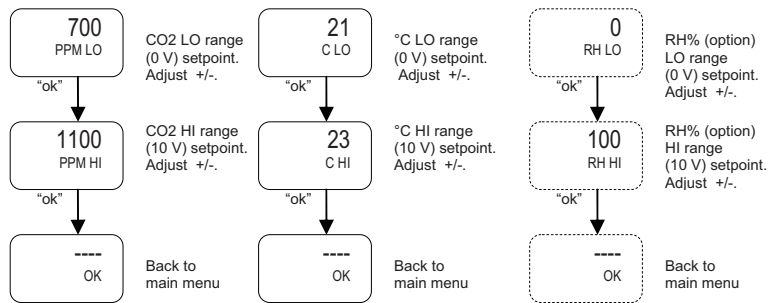 700
PPM LO
CO2 LO range
(0 V) setpoint.
Adjust +/-.
“ok”
1100
PPM HI
CO2 HI range
(10 V) setpoint.
Adjust +/-.
“ok”
----
OK
Back to
main menu
21
C LO
°C LO range
(0 V) setpoint.
Adjust +/-.
“ok”
23
C HI
°C HI range
(10 V) setpoint.
Adjust +/-.
“ok”
----
OK
Back to
main menu
0
RH LO
RH% (option)
LO range
(0 V) setpoint.
Adjust +/-.
“ok”
100
RH HI
RH% (option)
HI range
(10 V) setpoint.
Adjust +/-.
“ok”
----
OK
Back to
main menu